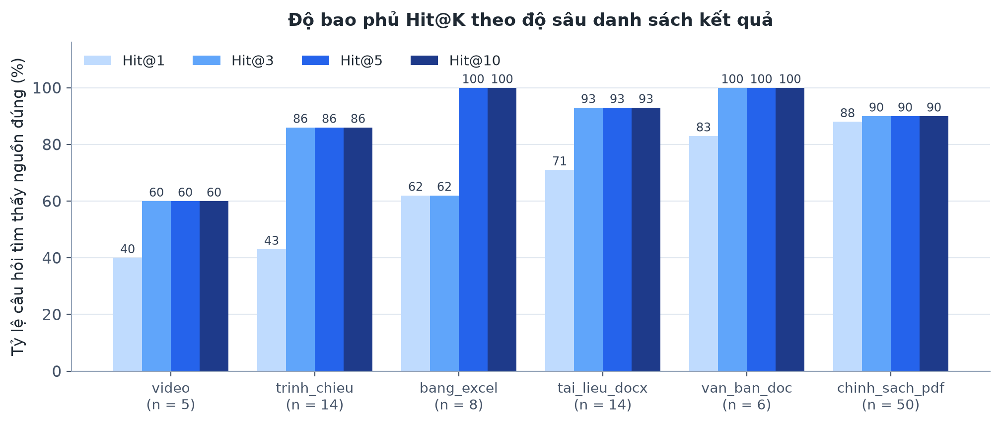 Độ bao phủ Hit@K theo độ sâu danh sách kết quả
Hit@1 Hit@3 Hit@5 Hit@10
Tỷ lệ câu hỏi tìm thấy nguồn đúng (%)
100
80
60
40
20
0
40 60 60 60
43 86 86 86
62 62 100 100
71 93 93 93
83 100 100 100
88 90 90 90
video
(n = 5)
trinh_chieu
(n = 14)
bang_excel
(n = 8)
tai_lieu_docx
(n = 14)
van_ban_doc
(n = 6)
chinh_sach_pdf
(n = 50)